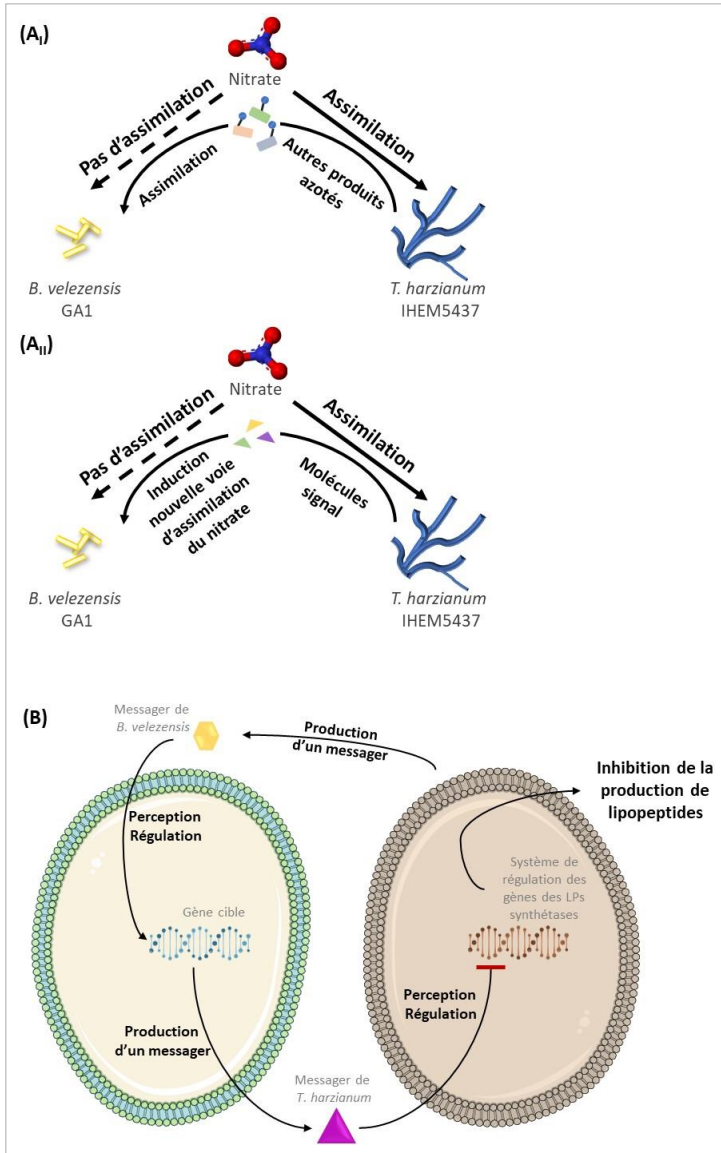 (AI)
Nitrate
Pas d'assimilation
Assimilation
Assimilation
Autres produits
azotés
B. velezensis
GA1
T. harzianum
IHEM5437
(AII)
Nitrate
Pas d'assimilation
Assimilation
Induction
nouvelle voie
d'assimilation
du nitrate
Molécules
signal
B. velezensis
GA1
T. harzianum
IHEM5437
(B)
Messager de
B. velezensis
Production
d'un messager
Inhibition de la
production de
lipopeptides
Perception
Régulation
Système de
régulation des
gènes des LPs
synthétases
Gène cible
Perception
Régulation
Production
d'un messager
Messager de
T. harzianum